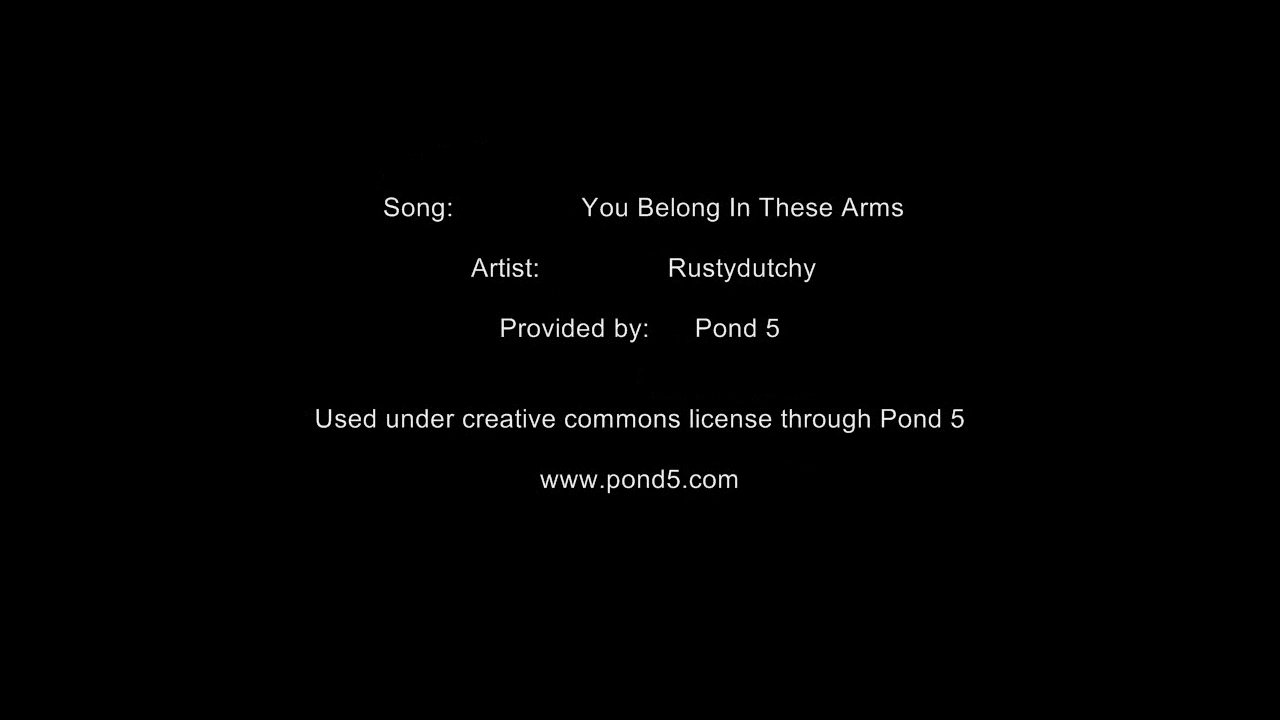 Song: You Belong In These Arms
Artist: Rustydutchy
Provided by: Pond 5
Used under creative commons license through Pond 5
www.pond5.com